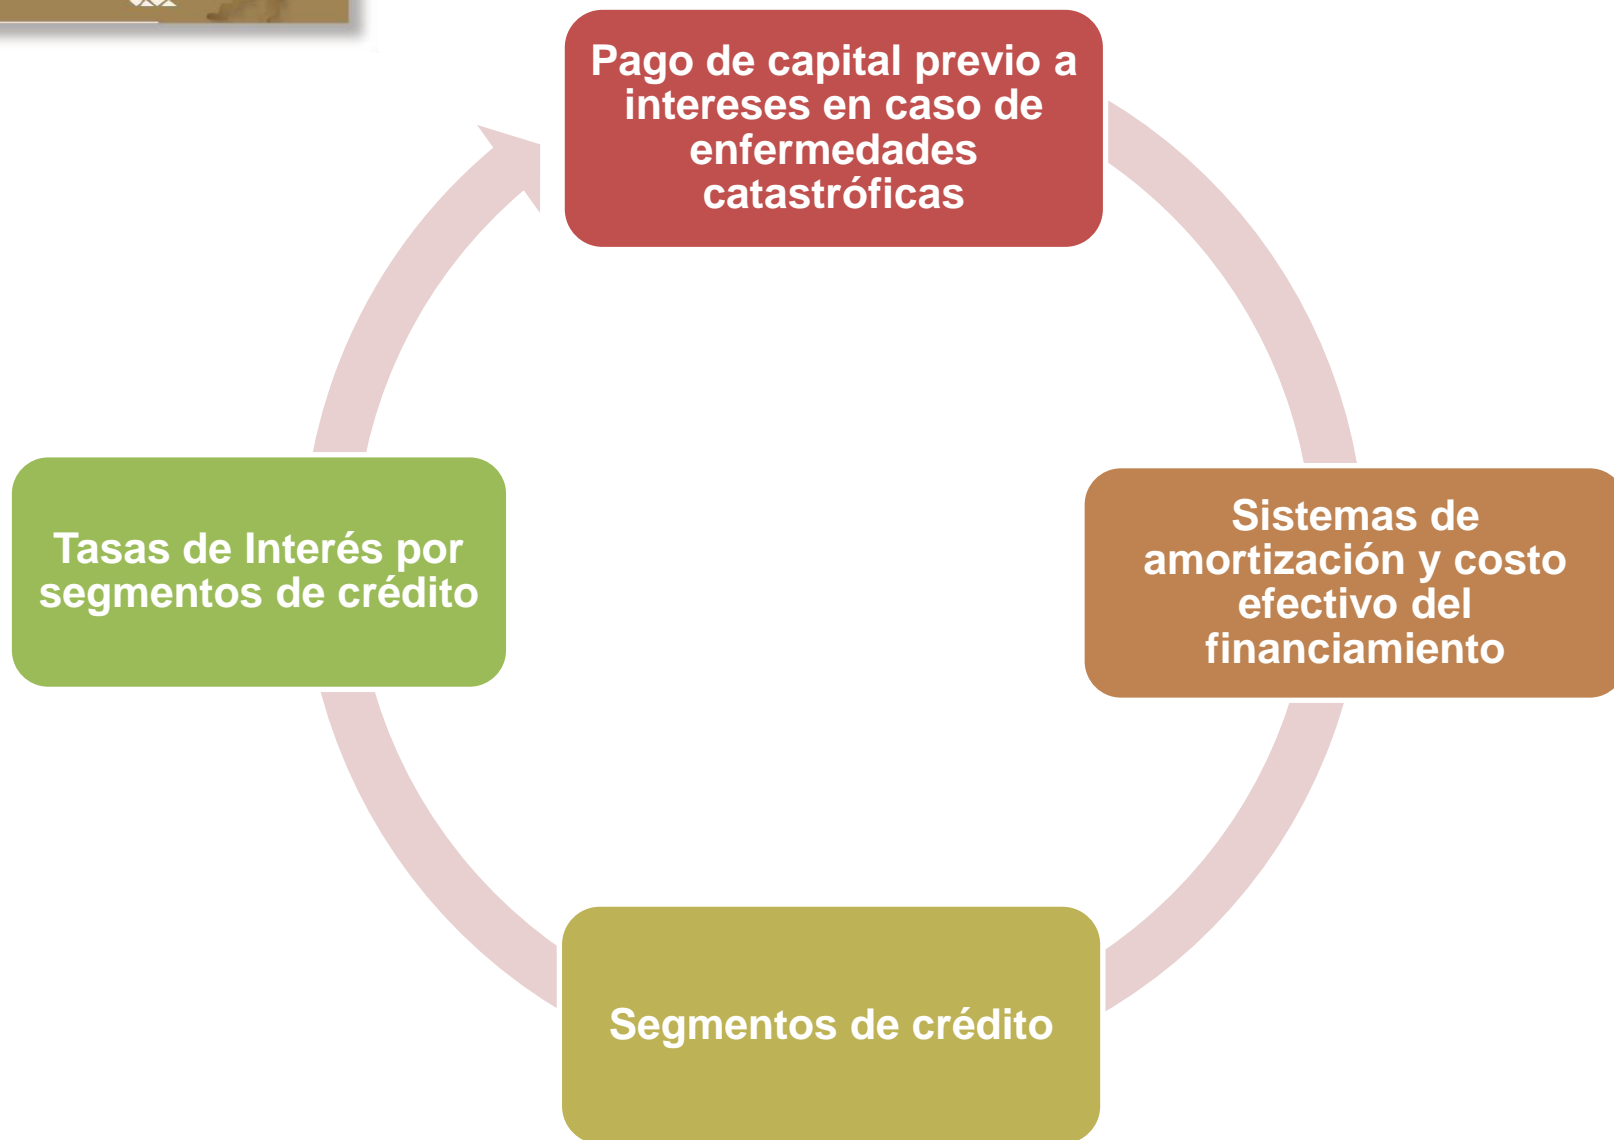 Pago de capital previo a
intereses en caso de
enfermedades
catastróficas
Sistemas de
amortización y costo
efectivo del
financiamiento
Segmentos de crédito
Tasas de Interés por
segmentos de crédito